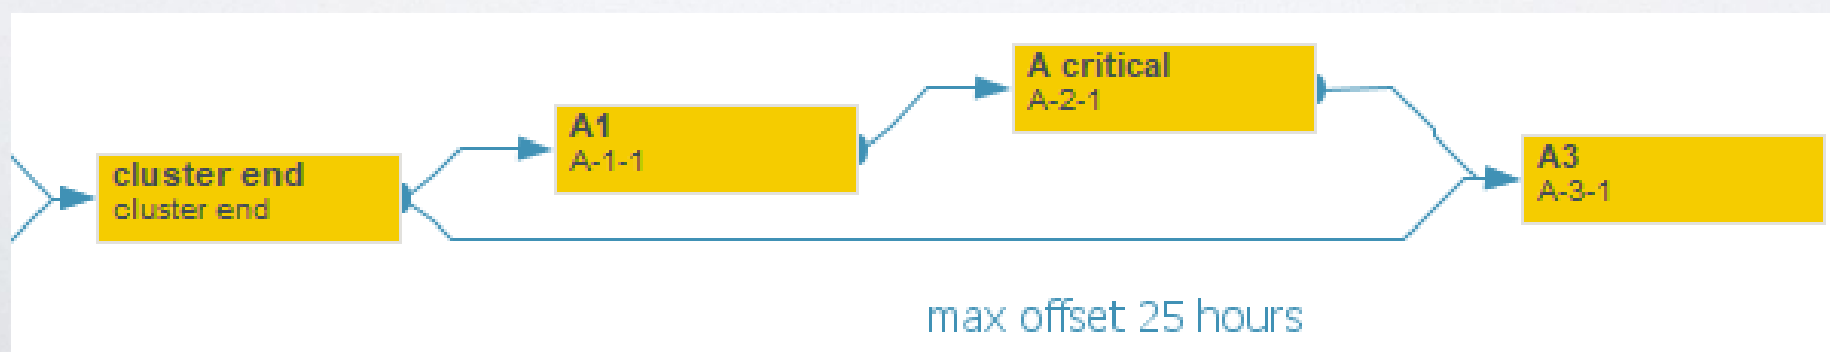 cluster end
cluster end
A1
A-1-1
A critical
A-2-1
A3
A-3-1
max offset 25 hours